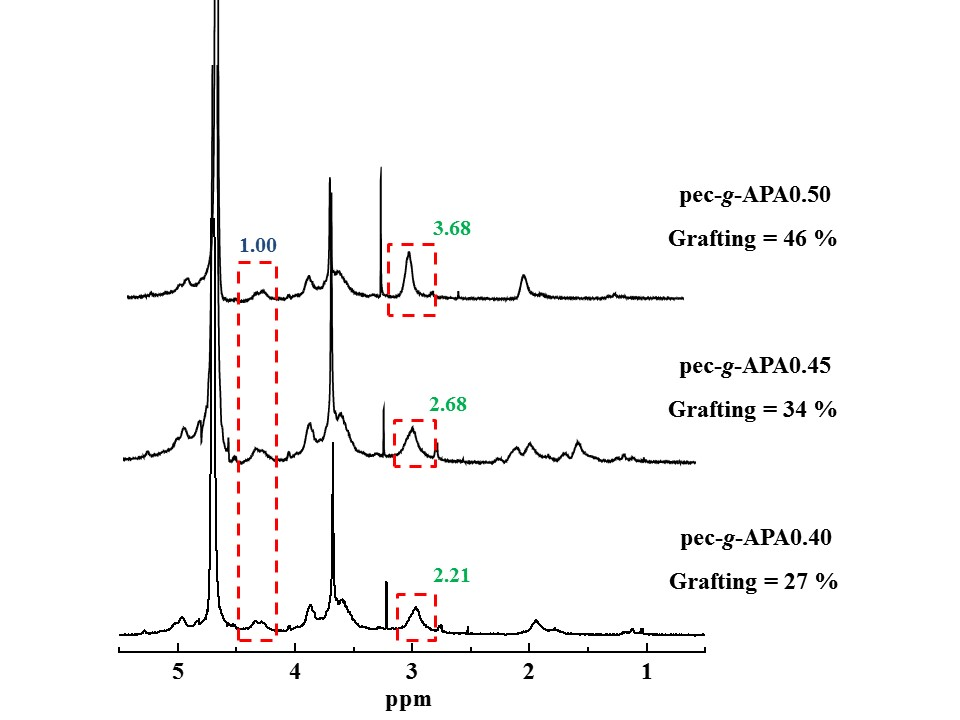 pec-g-APA0.50
3.68
Grafting = 46 %
1.00
pec-g-APA0.45
2.68
Grafting = 34 %
pec-g-APA0.40
2.21
Grafting = 27 %
5 4 3 2 1
ppm